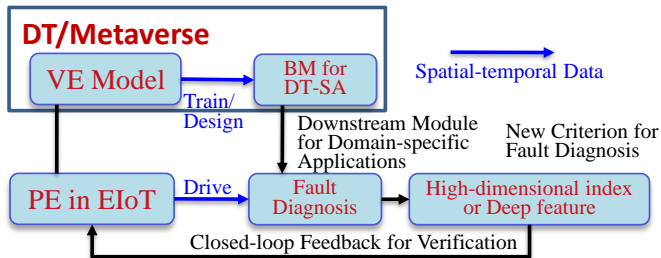 DT/Metaverse
VE Model
BM for
DT-SA
Train/
Design
Spatial-temporal Data
Downstream Module
for Domain-specific
Applications
New Criterion for
Fault Diagnosis
PE in EIoT
Drive
Fault
Diagnosis
High-dimensional index
or Deep feature
Closed-loop Feedback for Verification